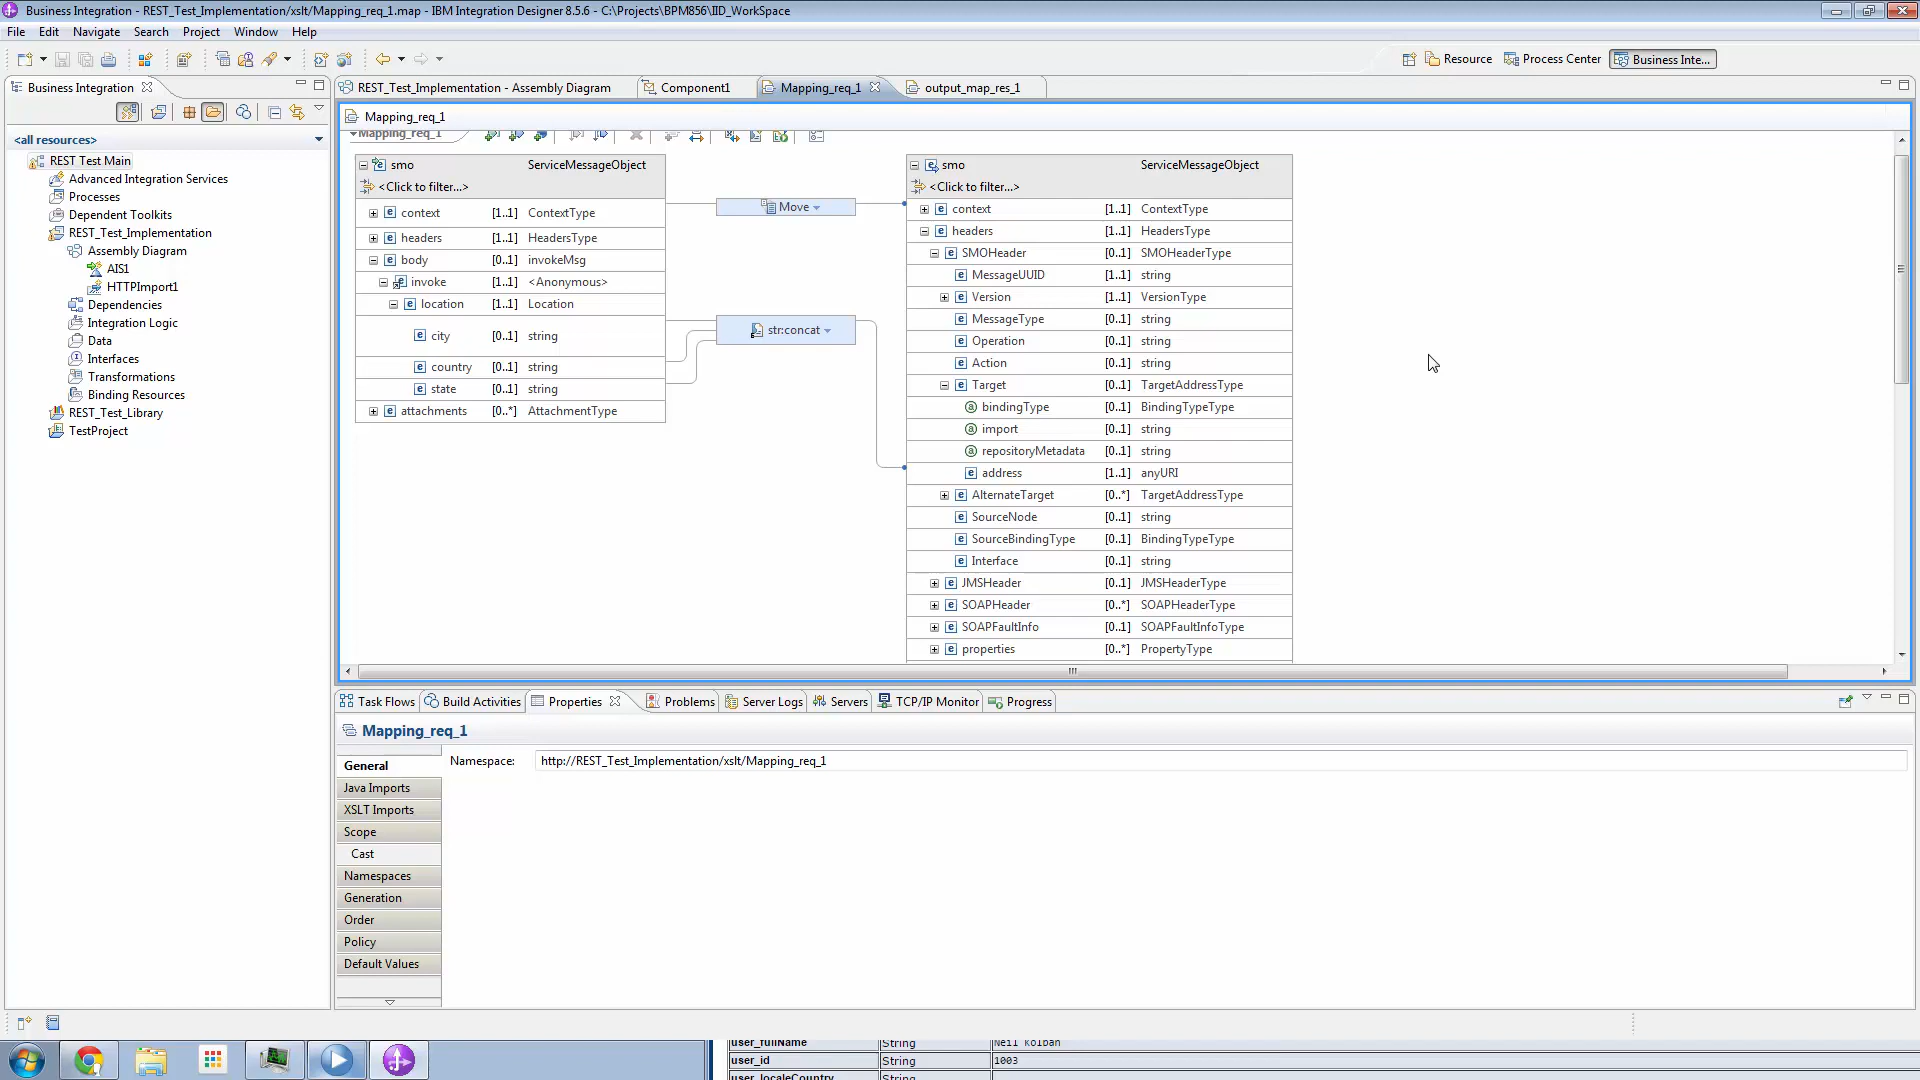 Business Integration - REST_Test_Implementation/xslt/Mapping_req_1.map - IBM Integration Designer 8.5.6 - C:\Projects\BPM856\IID_WorkSpace
File Edit Navigate Search Project Window Help
Resource Process Center Business Inte...
Business Integration
REST_Test_Implementation - Assembly Diagram Component1 Mapping_req_1 output_map_res_1
<all resources>
REST Test Main
Advanced Integration Services
Processes
Dependent Toolkits
REST_Test_Implementation
Assembly Diagram
AIS1
HTTPImport1
Dependencies
Integration Logic
Data
Interfaces
Transformations
Binding Resources
REST_Test_Library
TestProject
Mapping_req_1
Mapping_req_1
smo ServiceMessageObject
<Click to filter...>
context [1..1] ContextType
headers [1..1] HeadersType
body [0..1] invokeMsg
invoke [1..1] <Anonymous>
location [1..1] Location
city [0..1] string
country [0..1] string
state [0..1] string
attachments [0..*] AttachmentType
Move
str:concat
smo ServiceMessageObject
<Click to filter...>
context [1..1] ContextType
headers [1..1] HeadersType
SMOHeader [0..1] SMOHeaderType
MessageUUID [1..1] string
Version [1..1] VersionType
MessageType [0..1] string
Operation [0..1] string
Action [0..1] string
Target [0..1] TargetAddressType
bindingType [0..1] BindingTypeType
import [0..1] string
repositoryMetadata [0..1] string
address [1..1] anyURI
AlternateTarget [0..*] TargetAddressType
SourceNode [0..1] string
SourceBindingType [0..1] BindingTypeType
Interface [0..1] string
JMSHeader [0..1] JMSHeaderType
SOAPHeader [0..*] SOAPHeaderType
SOAPFaultInfo [0..1] SOAPFaultInfoType
properties [0..*] PropertyType
Task Flows Build Activities Properties Problems Server Logs Servers TCP/IP Monitor Progress
Mapping_req_1
General
Java Imports
XSLT Imports
Scope
Cast
Namespaces
Generation
Order
Policy
Default Values
Namespace: http://REST_Test_Implementation/xslt/Mapping_req_1
user_fullName String Neil Kolban
user_id String 1003
user_localeCountry String